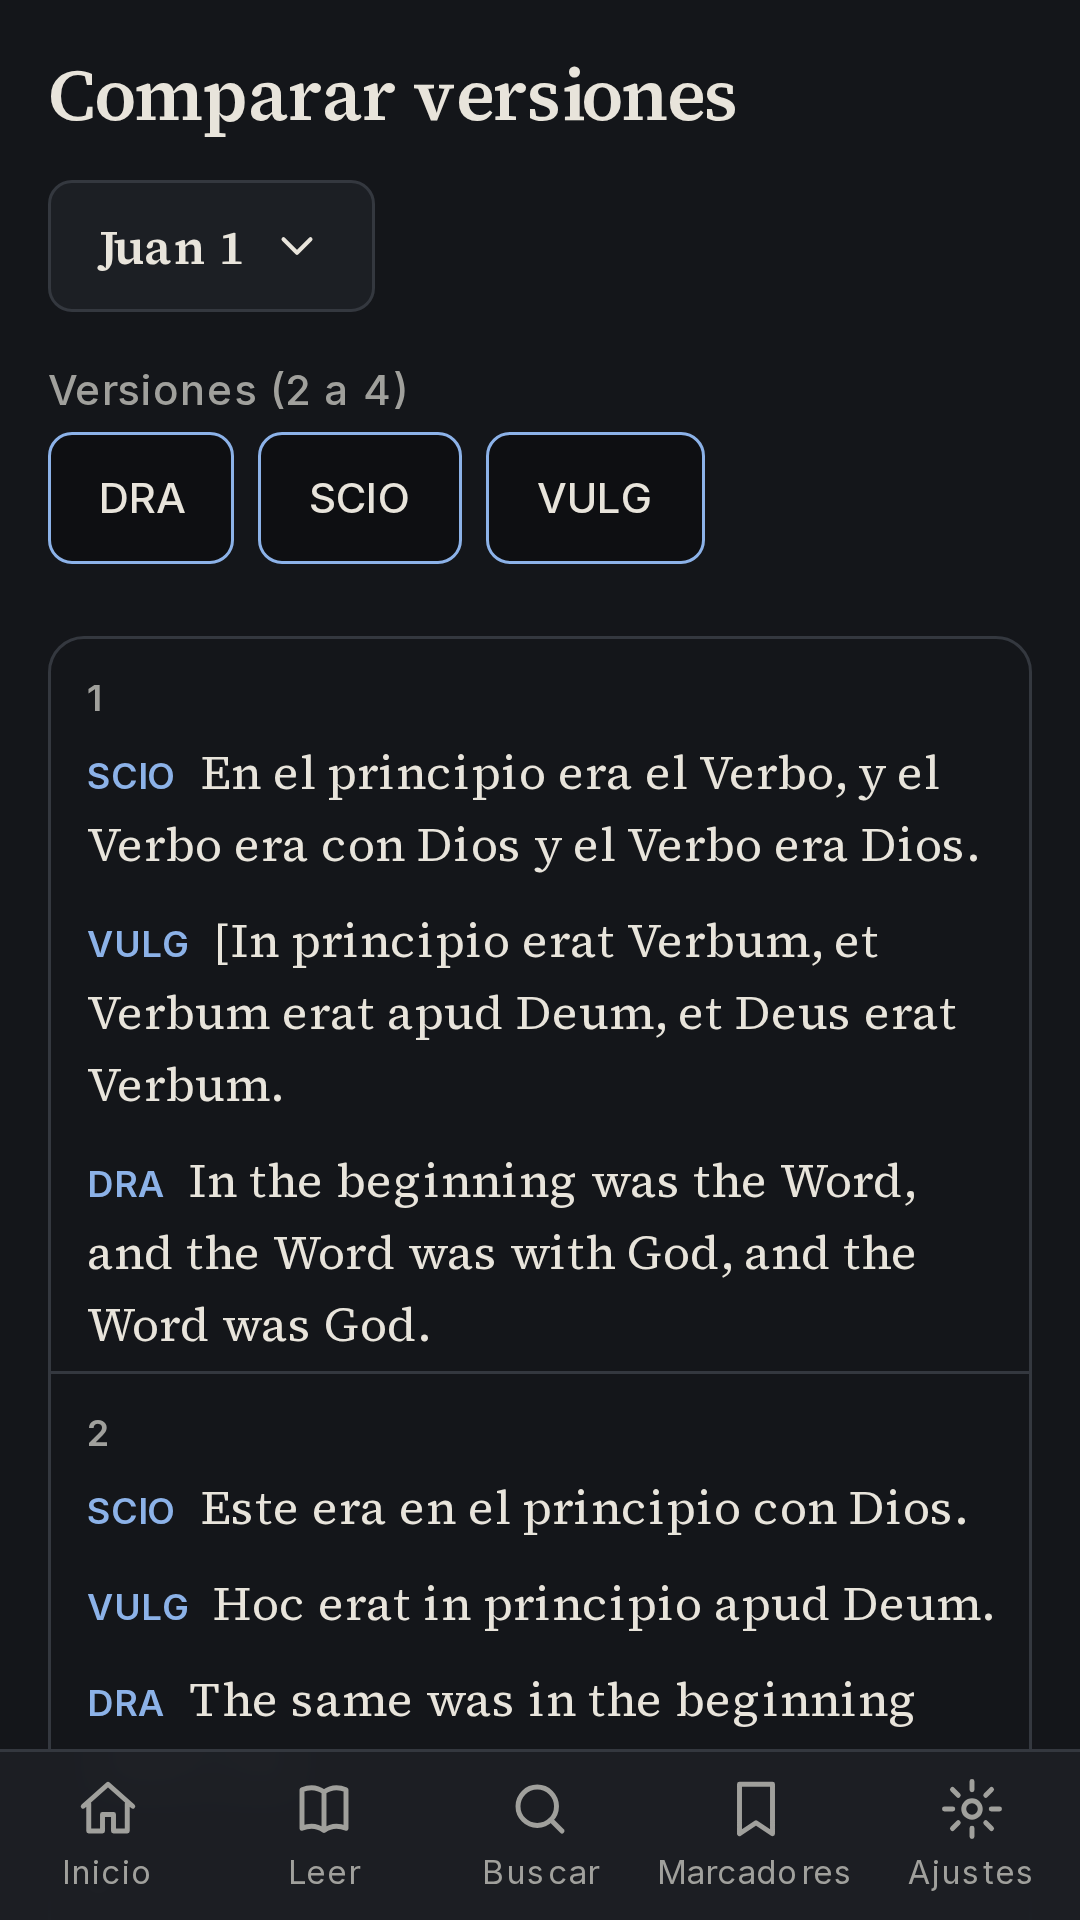 Comparar versiones
Juan 1
Versiones (2 a 4)
DRA SCIO VULG
1
SCIO En el principio era el Verbo, y el
Verbo era con Dios y el Verbo era Dios.
VULG [In principio erat Verbum, et
Verbum erat apud Deum, et Deus erat
Verbum.
DRA In the beginning was the Word,
and the Word was with God, and the
Word was God.
2
SCIO Este era en el principio con Dios.
VULG Hoc erat in principio apud Deum.
DRA The same was in the beginning
Inicio Leer Buscar Marcadores Ajustes